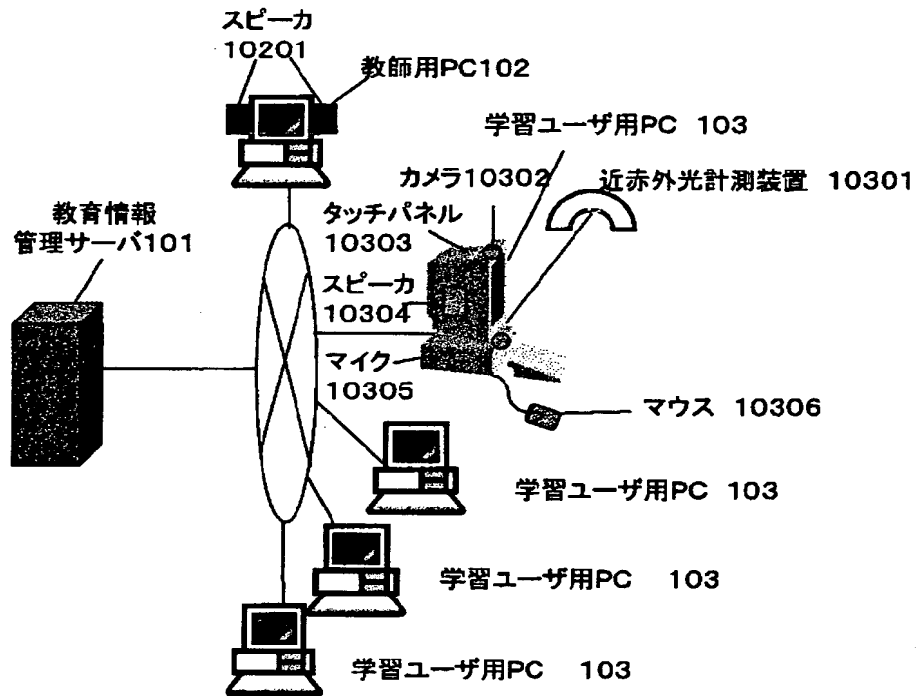 スピーカ
10201
教師用PC102
学習ユーザ用PC 103
カメラ10302
近赤外光計測装置 10301
教育情報
管理サーバ101
タッチパネル
10303
スピーカ
10304
マイク
10305
マウス 10306
学習ユーザ用PC 103
学習ユーザ用PC 103
学習ユーザ用PC 103